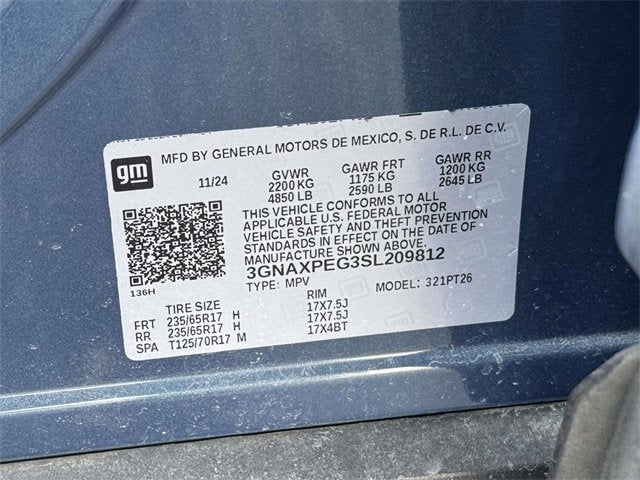 gm
MFD BY GENERAL MOTORS DE MEXICO, S. DE R.L. DE C.V.
11/24
GVWR GAWR FRT GAWR RR
2200 KG 1175 KG 1200 KG
4850 LB 2590 LB 2645 LB
THIS VEHICLE CONFORMS TO ALL
APPLICABLE U.S. FEDERAL MOTOR
VEHICLE SAFETY AND THEFT PREVENTION
STANDARDS IN EFFECT ON THE DATE OF
MANUFACTURE SHOWN ABOVE.
3GNAXPEG3SL209812
136H
TYPE: MPV MODEL: 321PT26
TIRE SIZE RIM
FRT 235/65R17 H 17X7.5J
RR 235/65R17 H 17X7.5J
SPA T125/70R17 M 17X4BT